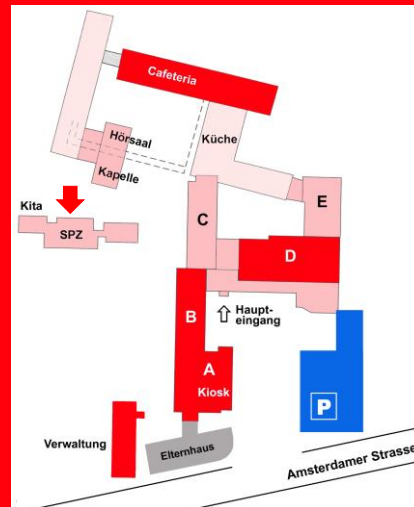 Cafeteria
Hörsaal
Küche
Kapelle
Kita
SPZ
C
E
D
B
Haupt-
eingang
A
Kiosk
P
Verwaltung
Elternhaus
Amsterdamer Strasse